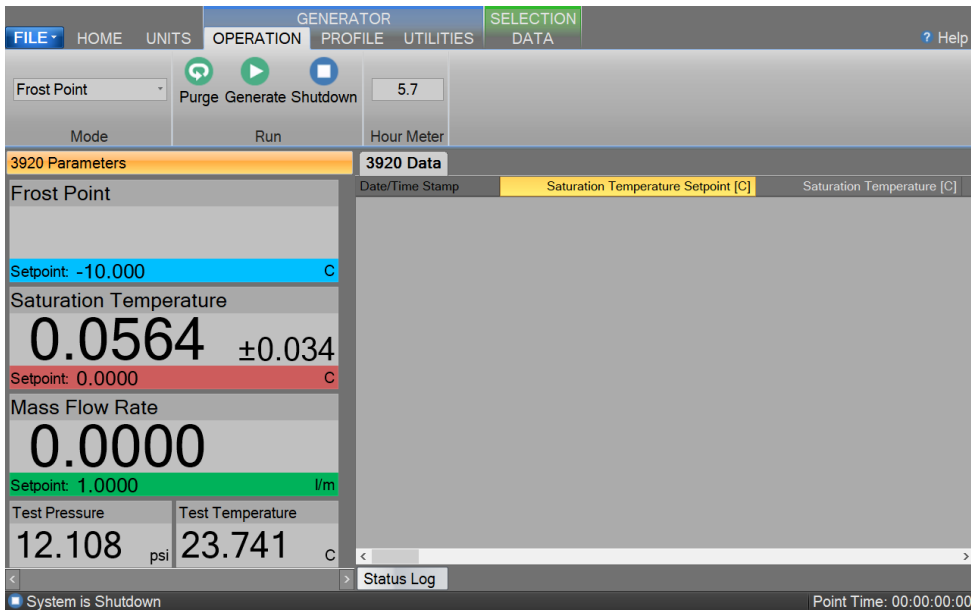 GENERATOR SELECTION
FILE HOME UNITS OPERATION PROFILE UTILITIES DATA ? Help
Frost Point
Purge Generate Shutdown
5.7
Mode Run Hour Meter
3920 Parameters
Frost Point
Setpoint: -10.000 C
Saturation Temperature
0.0564 ±0.034
Setpoint: 0.0000 C
Mass Flow Rate
0.0000
Setpoint: 1.0000 l/m
Test Pressure
12.108 psi
Test Temperature
23.741 C
3920 Data
Date/Time Stamp Saturation Temperature Setpoint [C] Saturation Temperature [C]
Status Log
System is Shutdown Point Time: 00:00:00:00